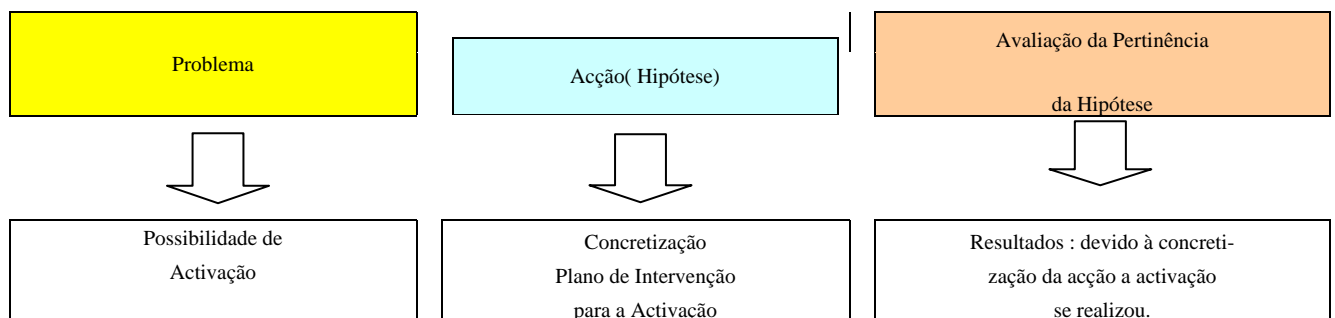 Problema
Acção( Hipótese)
Avaliação da Pertinência
da Hipótese
Possibilidade de
Activação
Concretização
Plano de Intervenção
para a Activação
Resultados : devido à concreti-
zação da acção a activação
se realizou.